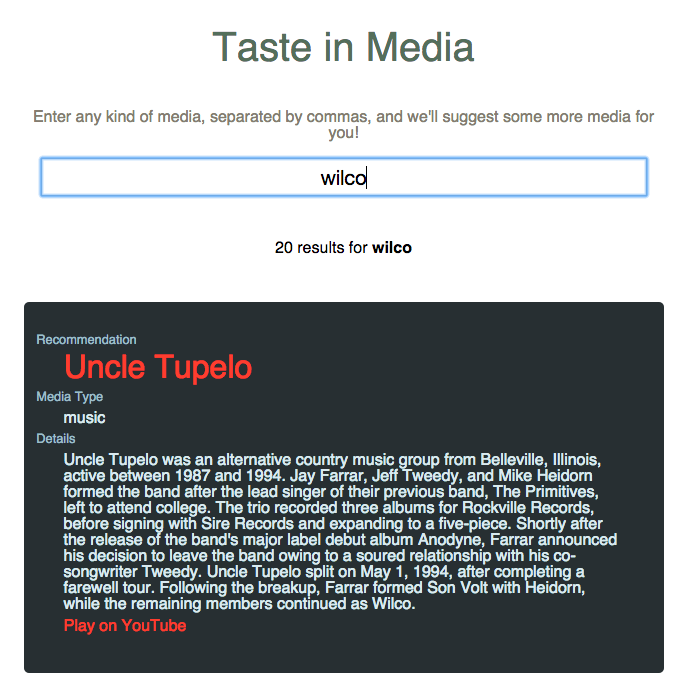 Taste in Media
Enter any kind of media, separated by commas, and we'll suggest some more media for
you!
wilco
20 results for wilco
Recommendation
Uncle Tupelo
Media Type
music
Details
Uncle Tupelo was an alternative country music group from Belleville, Illinois,
active between 1987 and 1994. Jay Farrar, Jeff Tweedy, and Mike Heidorn
formed the band after the lead singer of their previous band, The Primitives,
left to attend college. The trio recorded three albums for Rockville Records,
before signing with Sire Records and expanding to a five-piece. Shortly after
the release of the band's major label debut album Anodyne, Farrar announced
his decision to leave the band owing to a soured relationship with his co-
songwriter Tweedy. Uncle Tupelo split on May 1, 1994, after completing a
farewell tour. Following the breakup, Farrar formed Son Volt with Heidorn,
while the remaining members continued as Wilco.
Play on YouTube